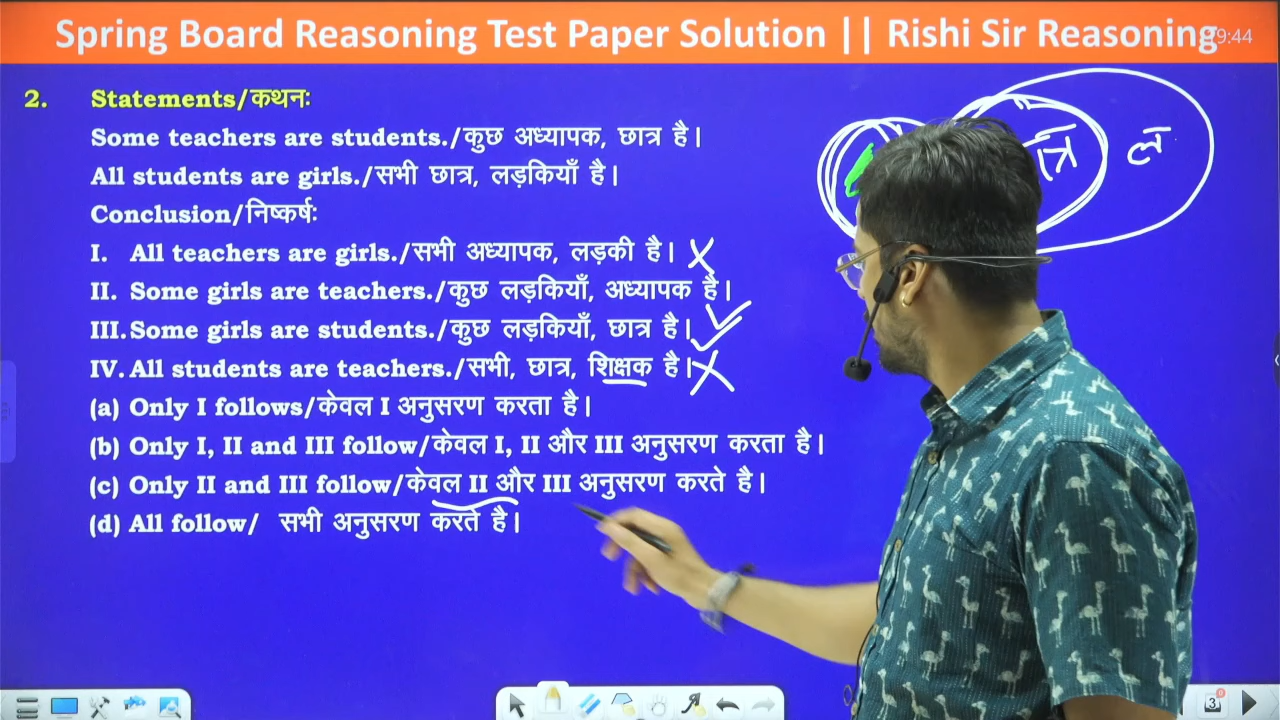 Spring Board Reasoning Test Paper Solution || Rishi Sir Reasoning
9:44
2. Statements/कथनः
Some teachers are students./कुछ अध्यापक, छात्र है।
All students are girls./सभी छात्र, लड़कियाँ है।
Conclusion/निष्कर्षः
I. All teachers are girls./सभी अध्यापक, लड़की है।
II. Some girls are teachers./कुछ लड़कियाँ, अध्यापक है।
III. Some girls are students./कुछ लड़कियाँ, छात्र है।
IV. All students are teachers./सभी, छात्र, शिक्षक है।
(a) Only I follows/केवल I अनुसरण करता है।
(b) Only I, II and III follow/केवल I, II और III अनुसरण करता है।
(c) Only II and III follow/केवल II और III अनुसरण करते है।
(d) All follow/ सभी अनुसरण करते है।
ल
3